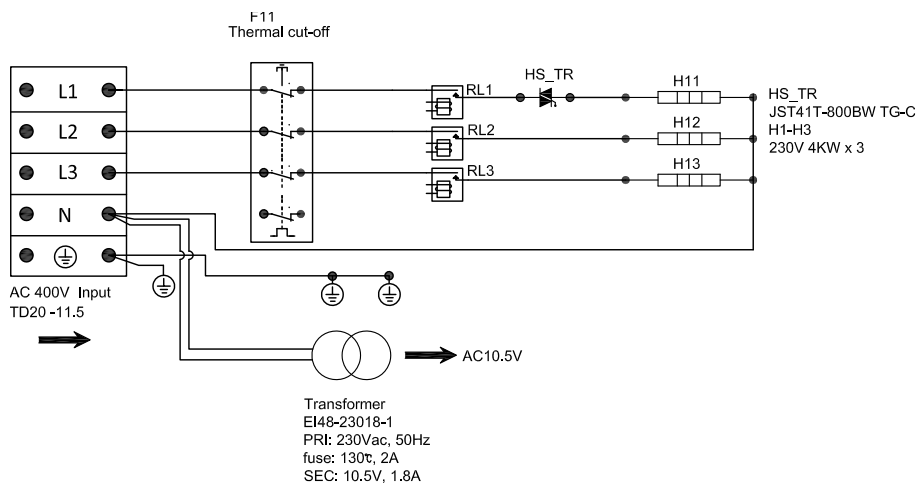 F11
Thermal cut-off
L1
L2
L3
N
AC 400V Input
TD20 -11.5
RL1
RL2
RL3
HS_TR
H11
H12
H13
HS_TR
JST41T-800BW TG-C
H1-H3
230V 4KW x 3
AC10.5V
Transformer
EI48-23018-1
PRI: 230Vac, 50Hz
fuse: 130τ, 2A
SEC: 10.5V, 1.8A